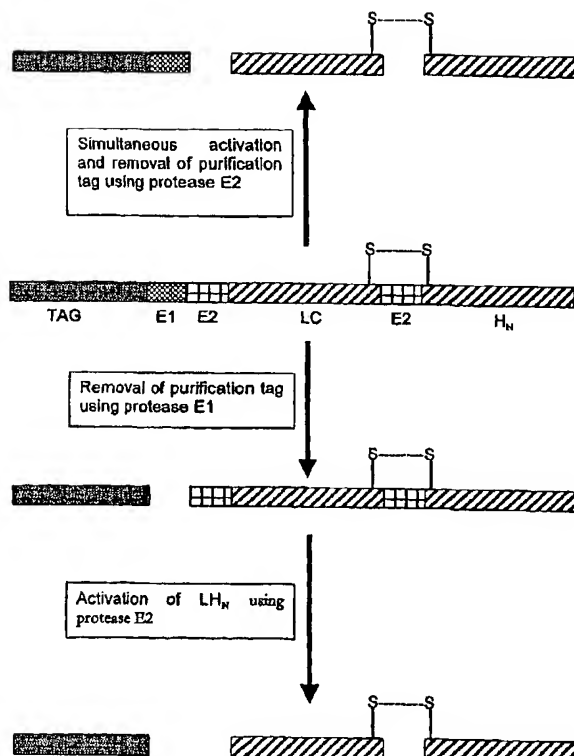 S S
Simultaneous activation
and removal of purification
tag using protease E2
S S
TAG E1 E2 LC E2 HN
Removal of purification tag
using protease E1
S S
Activation of LHN using
protease E2
S S